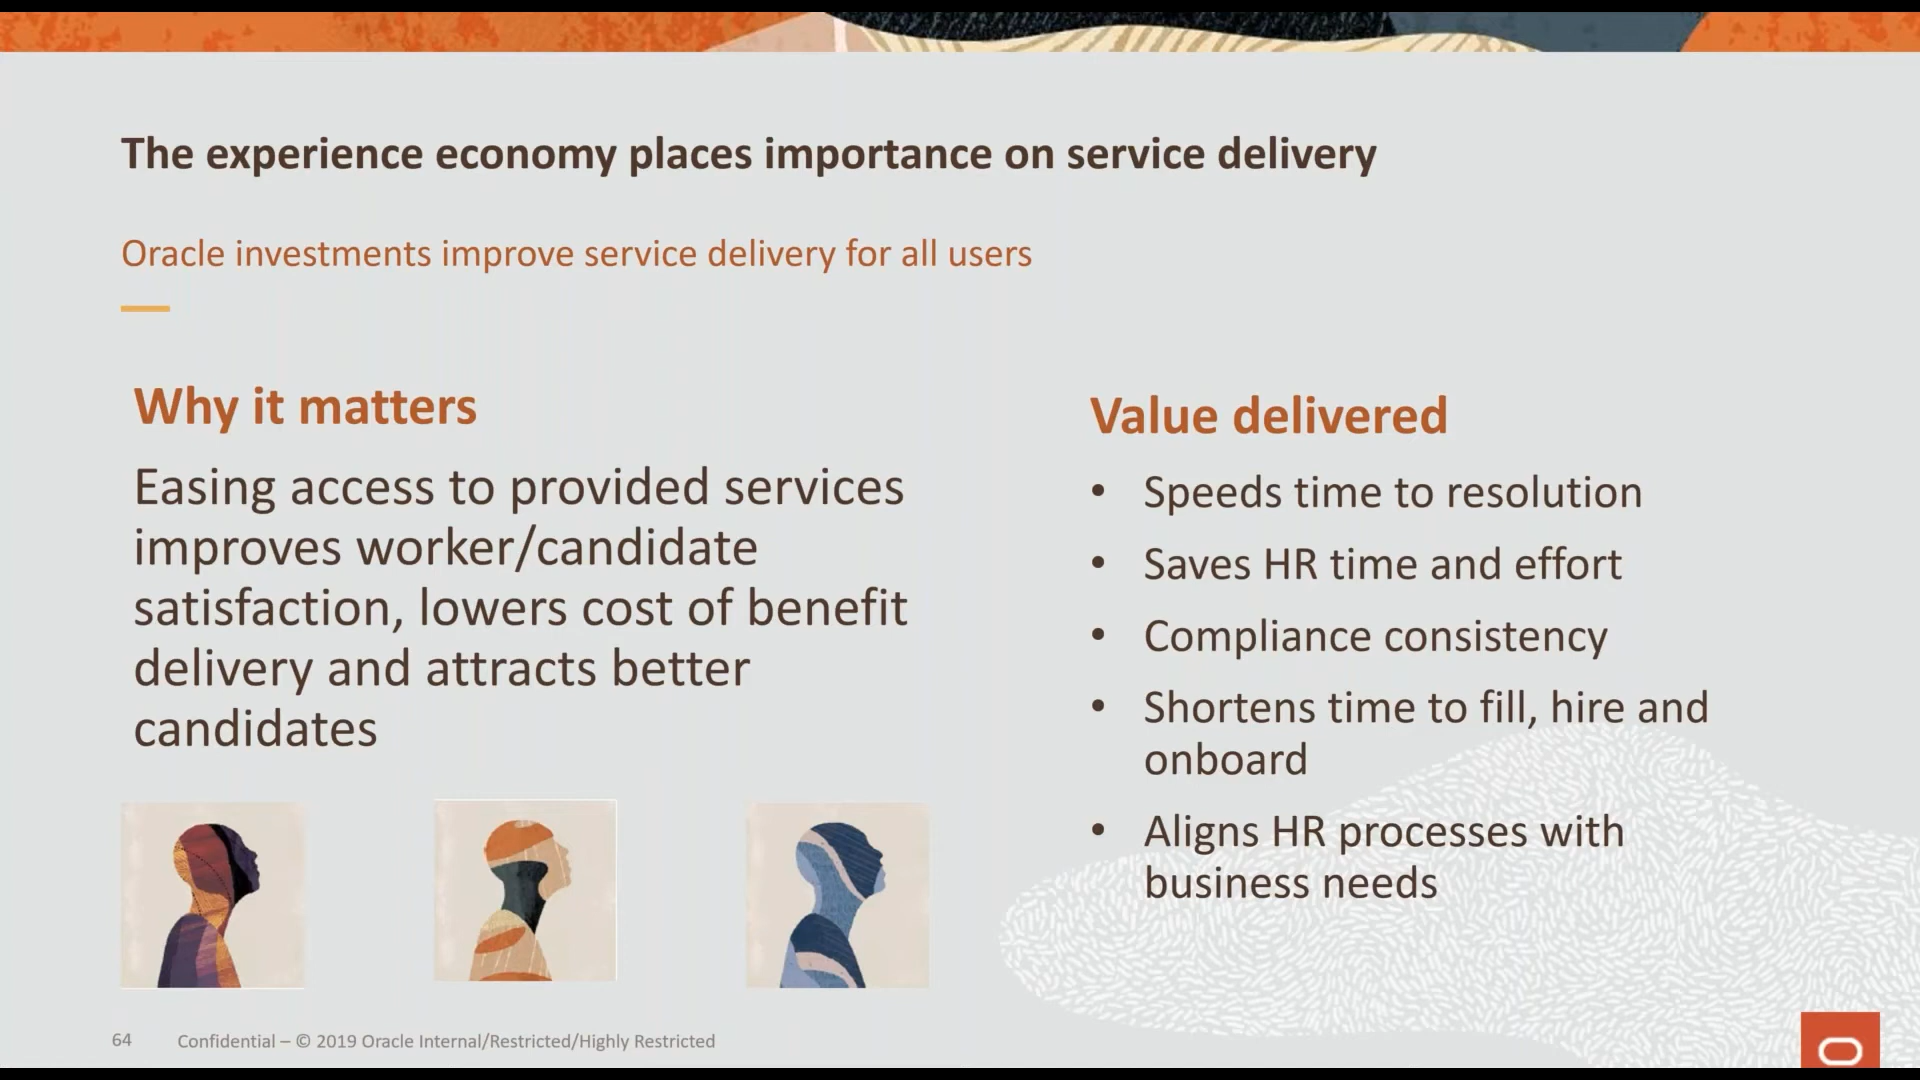 The experience economy places importance on service delivery
Oracle investments improve service delivery for all users
Why it matters
Easing access to provided services
improves worker/candidate
satisfaction, lowers cost of benefit
delivery and attracts better
candidates
Value delivered
• Speeds time to resolution
• Saves HR time and effort
• Compliance consistency
• Shortens time to fill, hire and
onboard
• Aligns HR processes with
business needs
64 Confidential – © 2019 Oracle Internal/Restricted/Highly Restricted